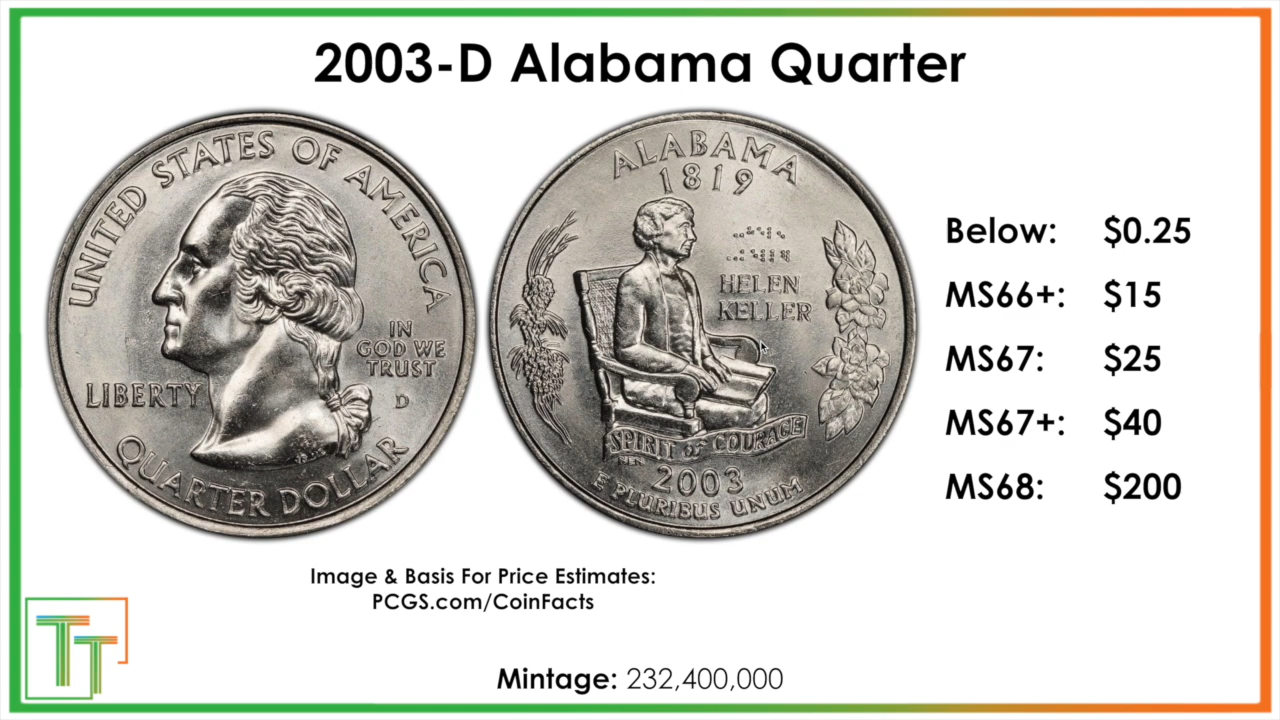 2003-D Alabama Quarter
UNITED STATES OF AMERICA
IN
GOD WE
TRUST
LIBERTY
D
QUARTER DOLLAR
ALABAMA
1819
HELEN
KELLER
SPIRIT of COURAGE
2003
E PLURIBUS UNUM
Below: $0.25
MS66+: $15
MS67: $25
MS67+: $40
MS68: $200
Image & Basis For Price Estimates:
PCGS.com/CoinFacts
TT
Mintage: 232,400,000